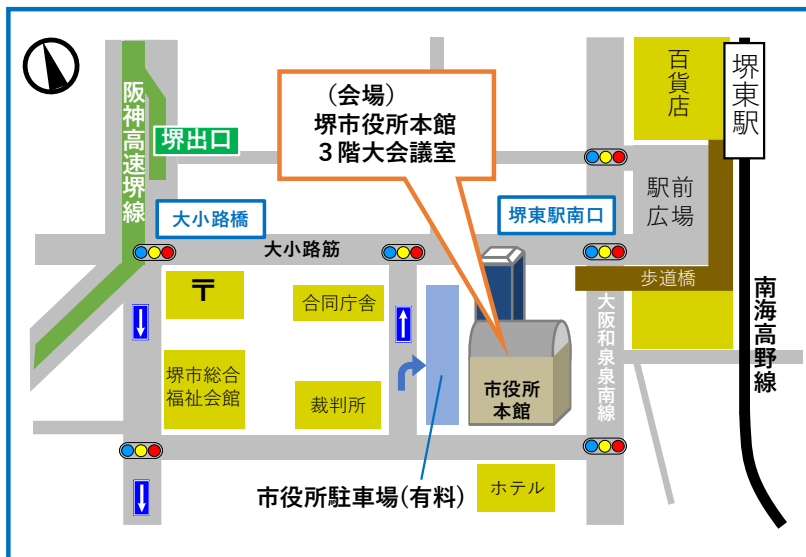 百貨店
堺東駅
(会場)
堺市役所本館
3階大会議室
阪神高速堺線
堺出口
駅前
広場
大小路橋
堺東駅南口
大小路筋
歩道橋
〒
合同庁舎
大阪和泉泉南線
南海高野線
堺市総合
福祉会館
裁判所
市役所
本館
市役所駐車場(有料)
ホテル